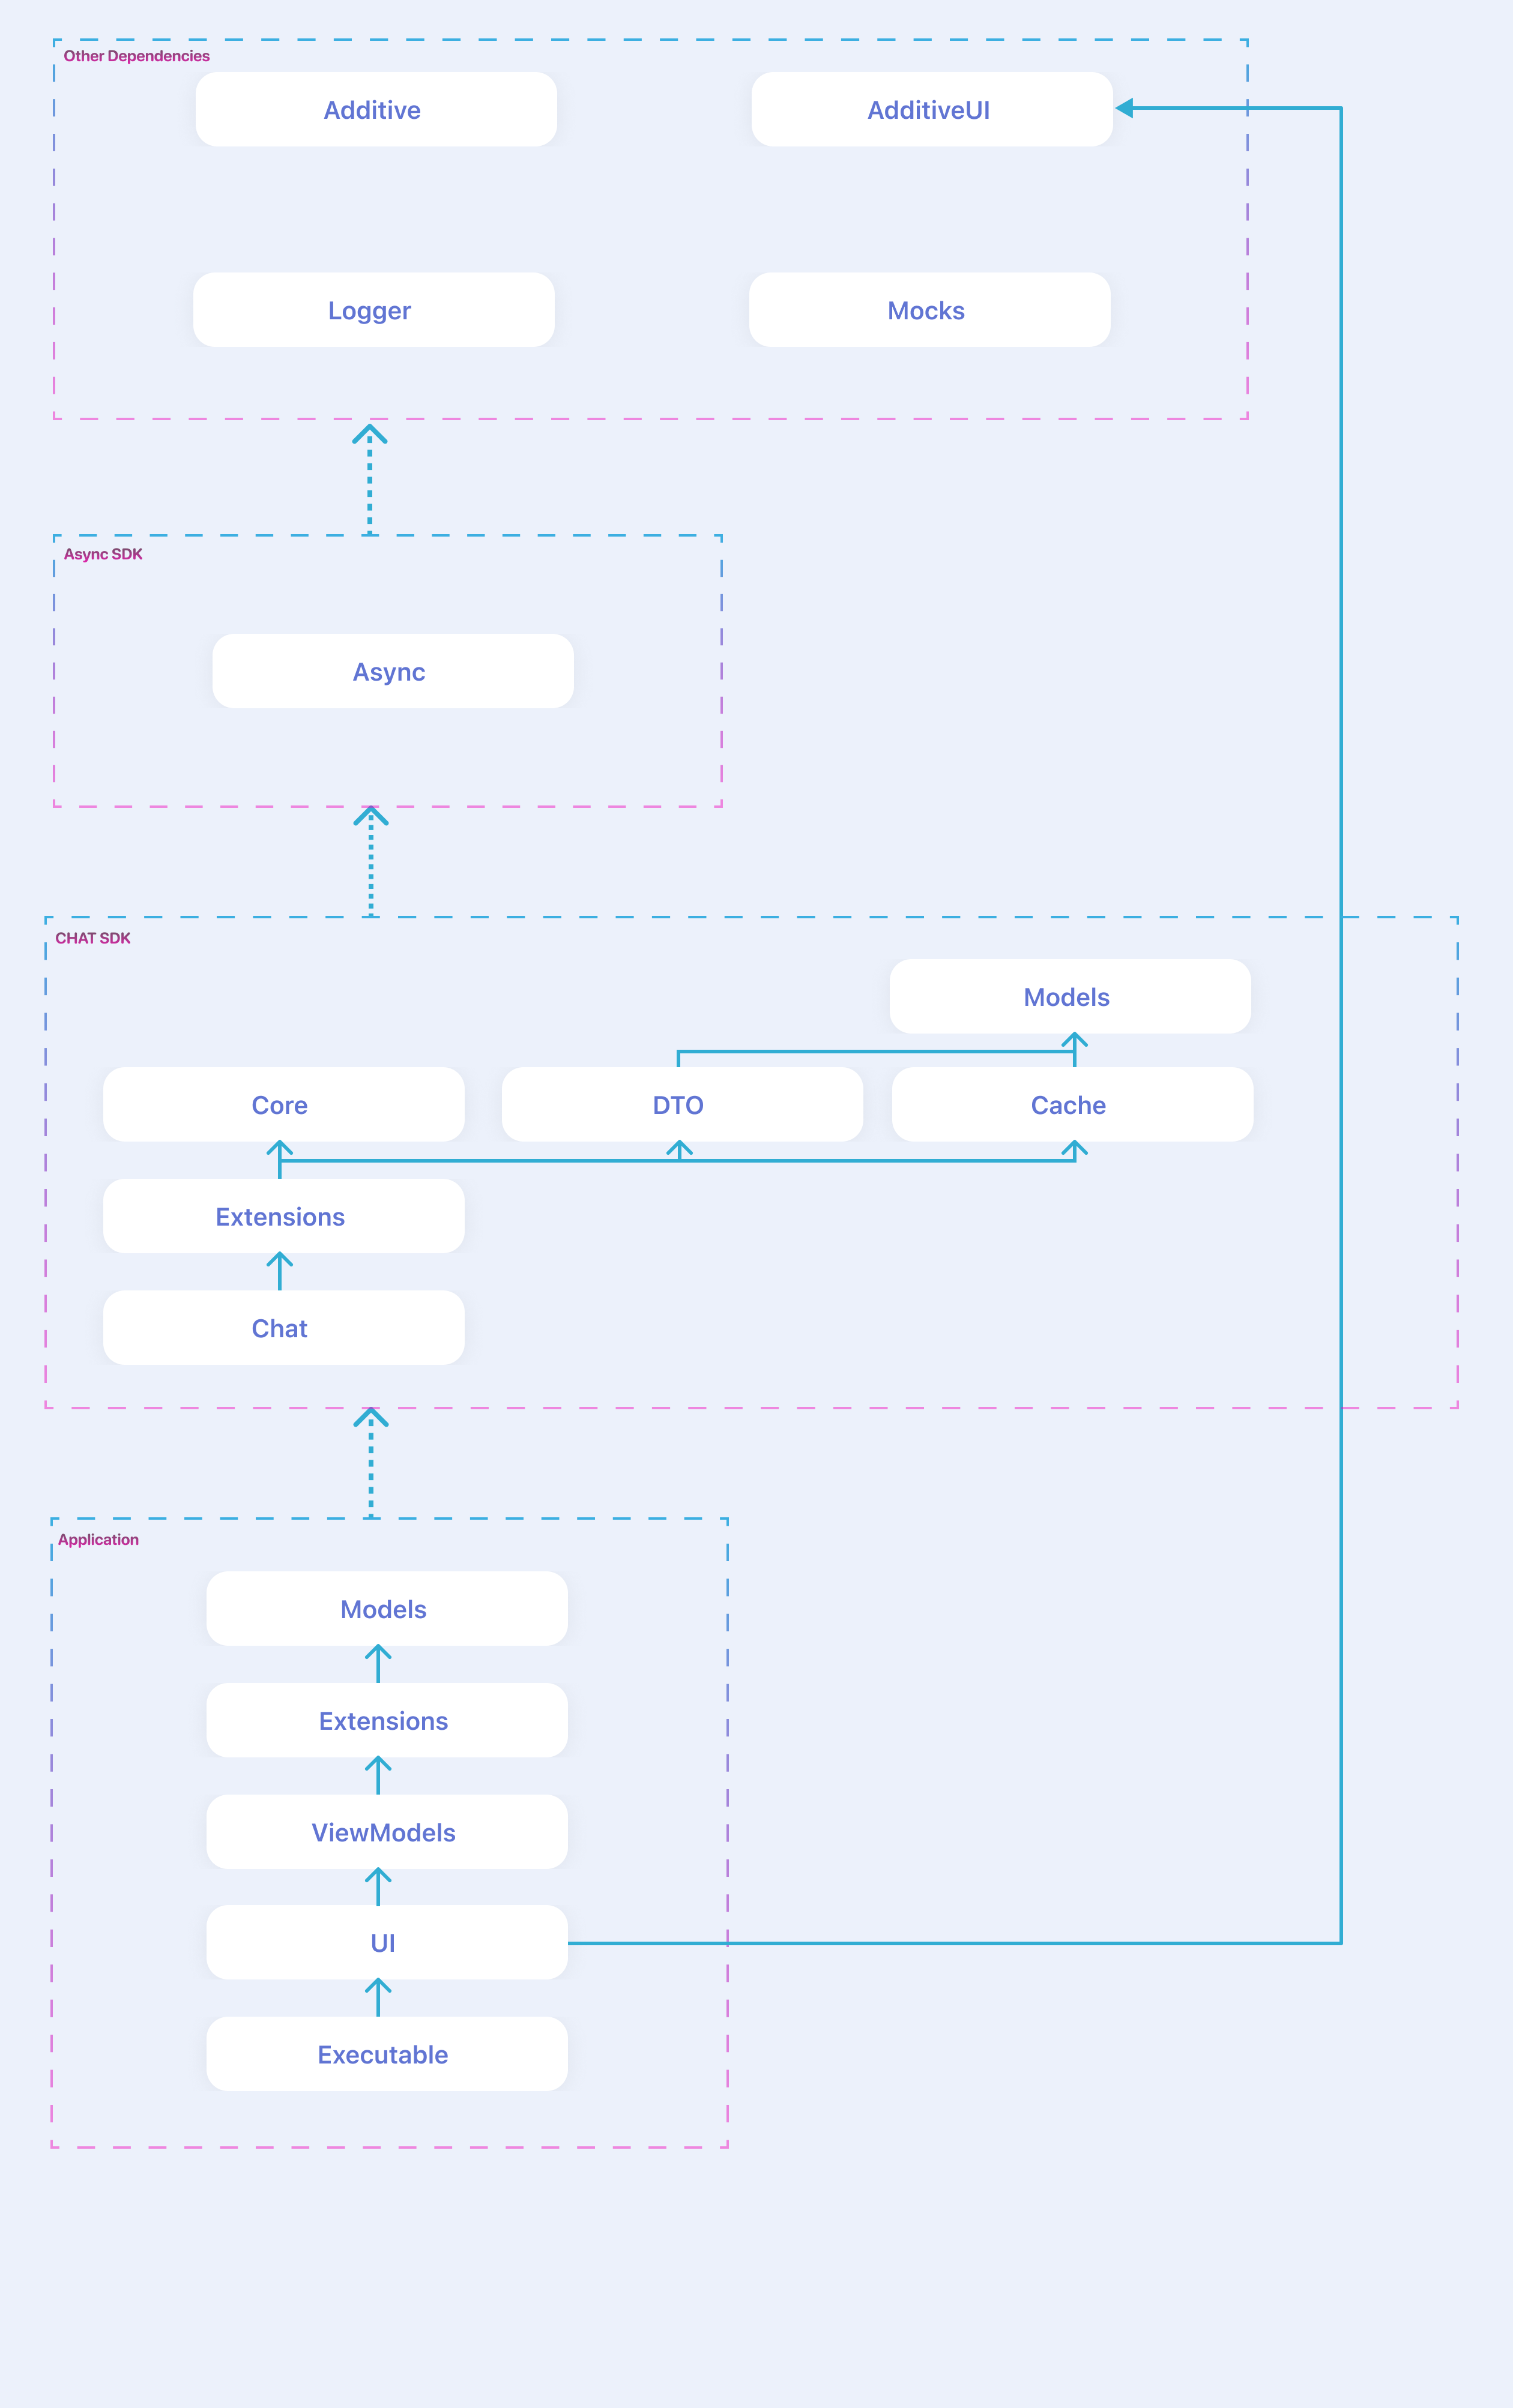 Other Dependencies
Additive
AdditiveUI
Logger
Mocks
Async SDK
Async
CHAT SDK
Models
Core
DTO
Cache
Extensions
Chat
Application
Models
Extensions
ViewModels
UI
Executable